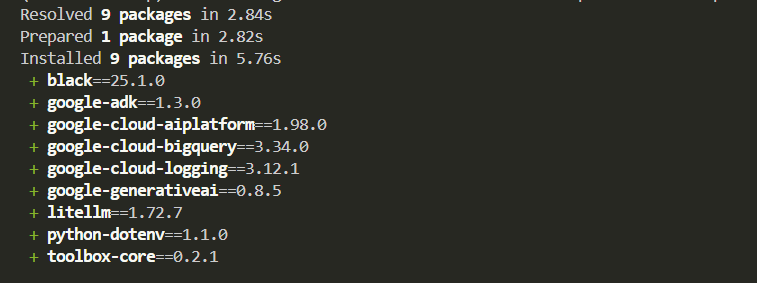 Resolved 9 packages in 2.84s
Prepared 1 package in 2.82s
Installed 9 packages in 5.76s
+ black==25.1.0
+ google-adk==1.3.0
+ google-cloud-aiplatform==1.98.0
+ google-cloud-bigquery==3.34.0
+ google-cloud-logging==3.12.1
+ google-generativeai==0.8.5
+ litellm==1.72.7
+ python-dotenv==1.1.0
+ toolbox-core==0.2.1